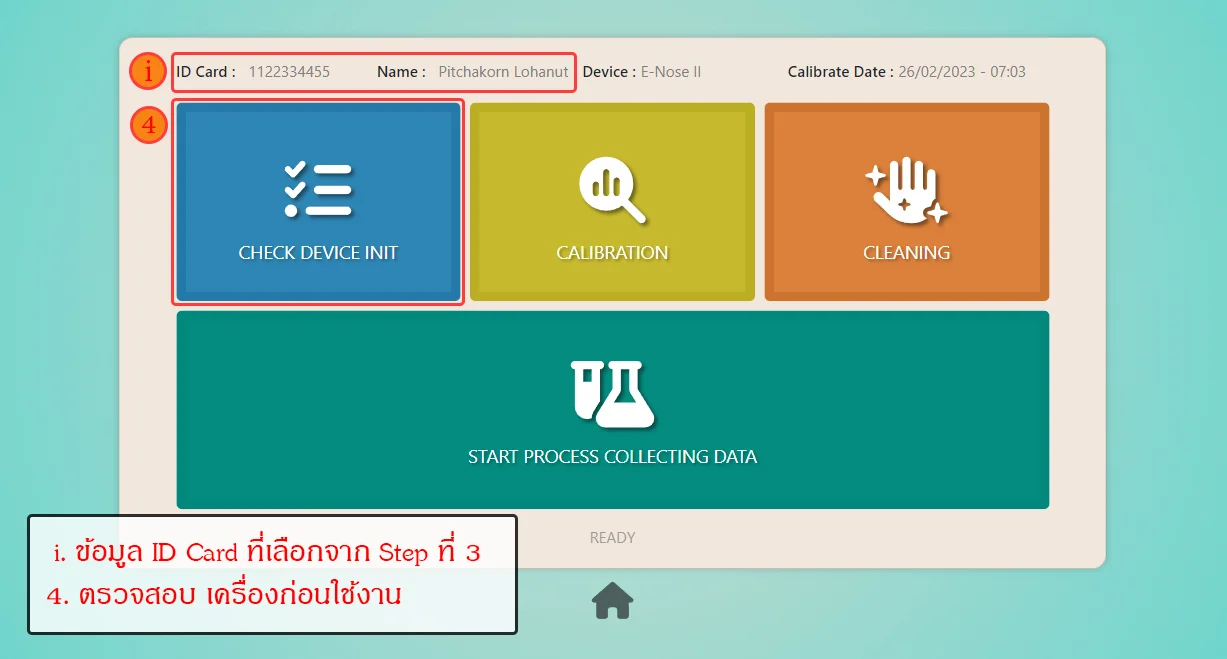 i ID Card : 1122334455 Name : Pitchakorn Lohanut Device : E-Nose II Calibrate Date : 26/02/2023 - 07:03
4
CHECK DEVICE INIT
CALIBRATION
CLEANING
START PROCESS COLLECTING DATA
READY
i. ข้อมูล ID Card ที่เลือกจาก Step ที่ 3
4. ตรวจสอบ เครื่องก่อนใช้งาน